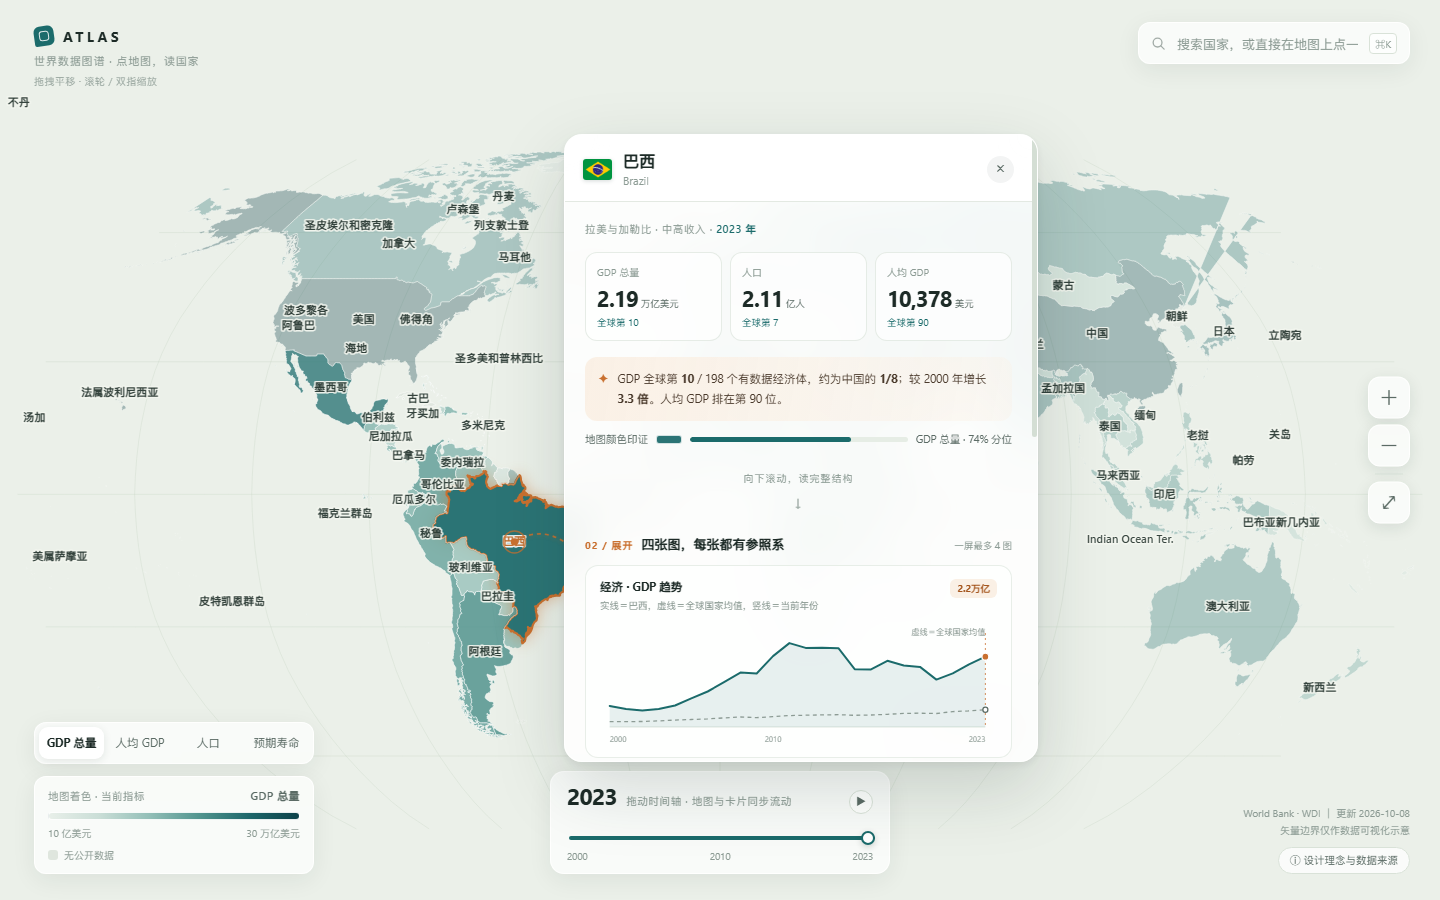 ATLAS
世界数据图谱 · 点地图，读国家
拖拽平移 · 滚轮 / 双指缩放
搜索国家，或直接在地图上点一
⌘K
不丹
丹麦
卢森堡
圣皮埃尔和密克隆
列支敦士登
加拿大
马耳他
波多黎各
阿鲁巴
美国
佛得角
海地
圣多美和普林西比
法属波利尼西亚
墨西哥
汤加
伯利兹
古巴
牙买加
尼加拉瓜
多米尼克
巴拿马
委内瑞拉
哥伦比亚
厄瓜多尔
福克兰群岛
秘鲁
巴西
美属萨摩亚
玻利维亚
巴拉圭
皮特凯恩群岛
阿根廷
巴西
Brazil
×
拉美与加勒比 · 中高收入 · 2023 年
GDP 总量
2.19 万亿美元
全球第 10
人口
2.11 亿人
全球第 7
人均 GDP
10,378 美元
全球第 90
GDP 全球第 10 / 198 个有数据经济体，约为中国的 1/8；较 2000 年增长
3.3 倍。人均 GDP 排在第 90 位。
地图颜色印证
GDP 总量 · 74% 分位
向下滚动，读完整结构
↓
02 / 展开 四张图，每张都有参照系
一屏最多 4 图
经济 · GDP 趋势
2.2万亿
实线＝巴西，虚线＝全球国家均值，竖线＝当前年份
虚线＝全球国家均值
2000
2010
2023
蒙古
朝鲜
中国
日本
立陶宛
兰
孟加拉国
缅甸
泰国
老挝
关岛
帕劳
马来西亚
印尼
巴布亚新几内亚
Indian Ocean Ter.
澳大利亚
新西兰
GDP 总量
人均 GDP
人口
预期寿命
地图着色 · 当前指标
GDP 总量
10 亿美元
30 万亿美元
无公开数据
2023 拖动时间轴 · 地图与卡片同步流动
2000
2010
2023
World Bank · WDI ｜ 更新 2026-10-08
矢量边界仅作数据可视化示意
ⓘ 设计理念与数据来源